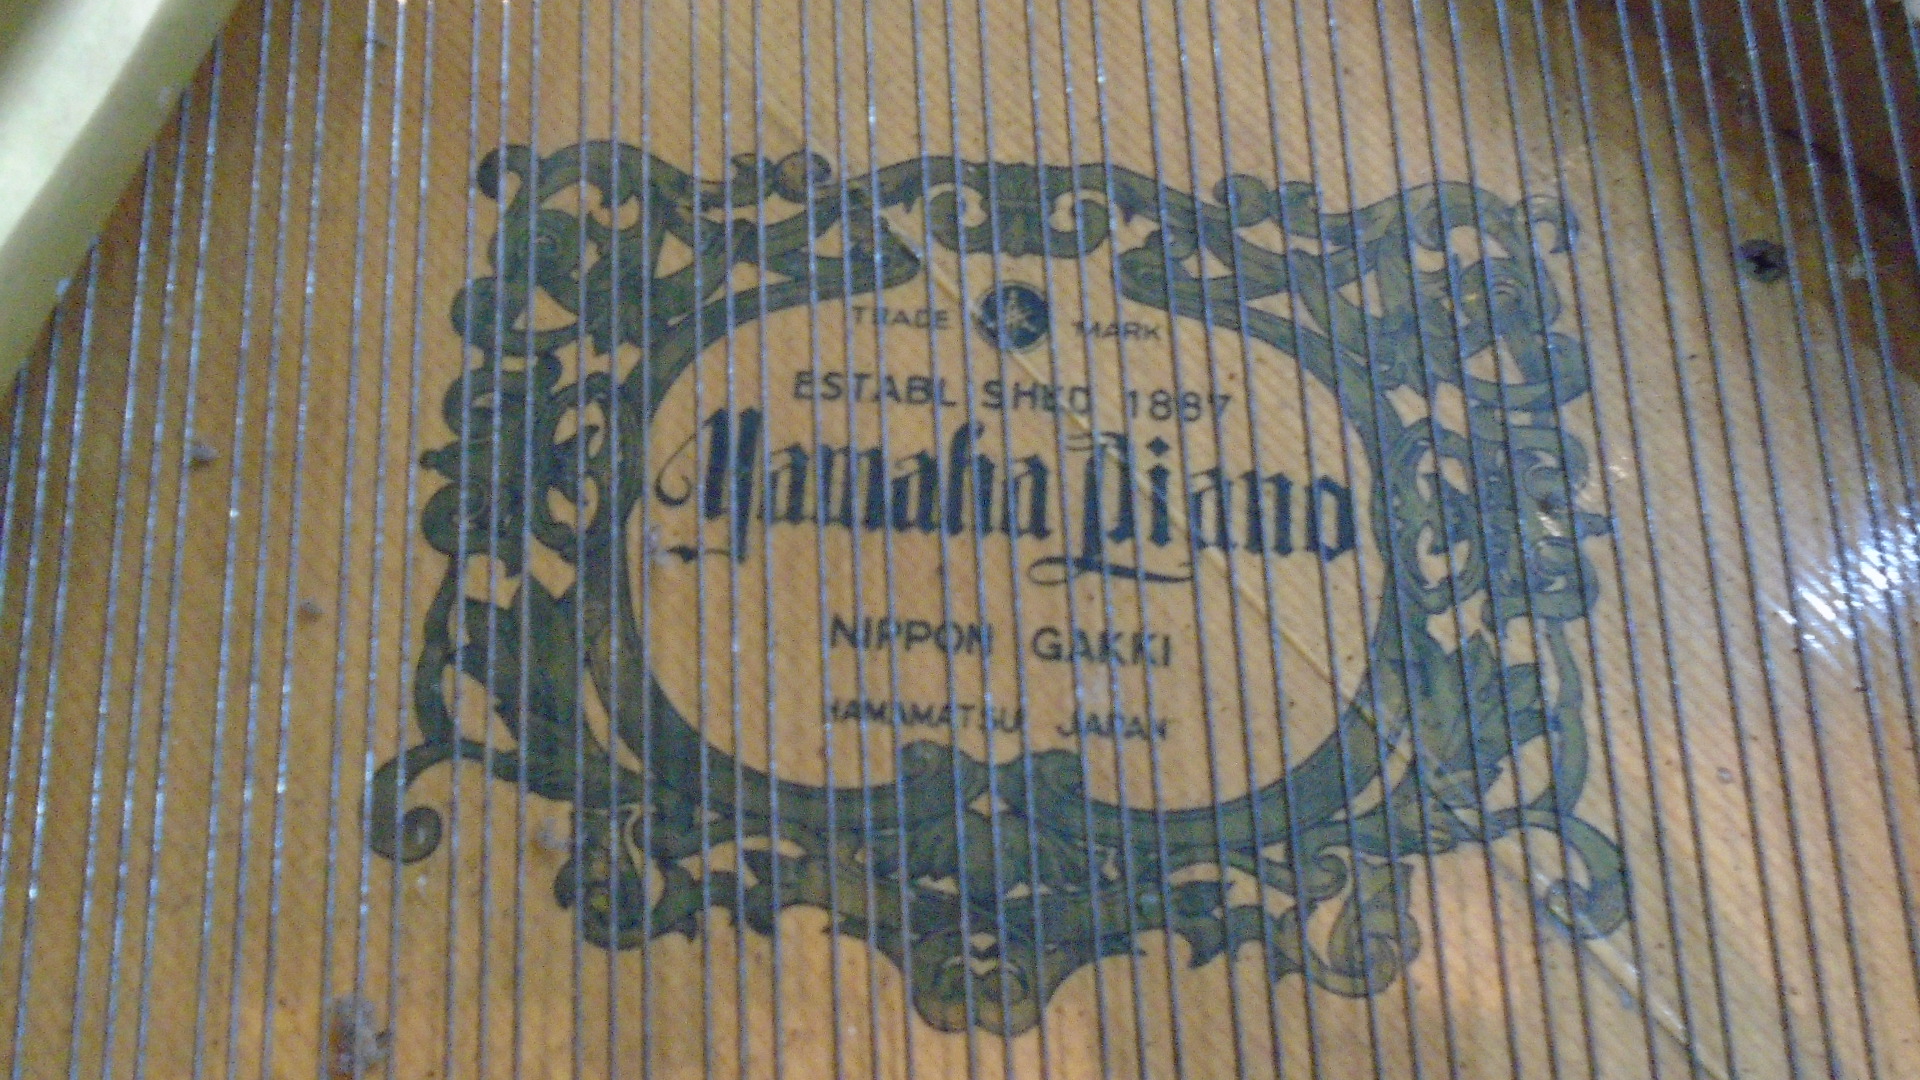 TRADE MARK
ESTABLISHED 1887
Yamaha Piano
NIPPON GAKKI
HAMAMATSU JAPAN